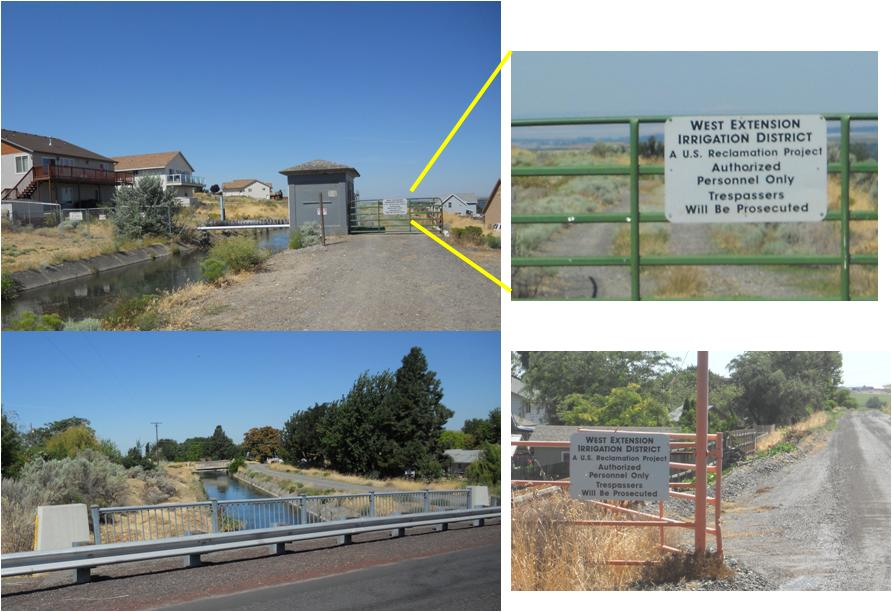 WEST EXTENSION
IRRIGATION DISTRICT
A U.S. RECLAMATION PROJECT
Authorized
Personnel Only
Trespassers
Will Be Prosecuted
WEST EXTENSION
IRRIGATION DISTRICT
A U.S. RECLAMATION PROJECT
Authorized
Personnel Only
Trespassers
Will Be Prosecuted